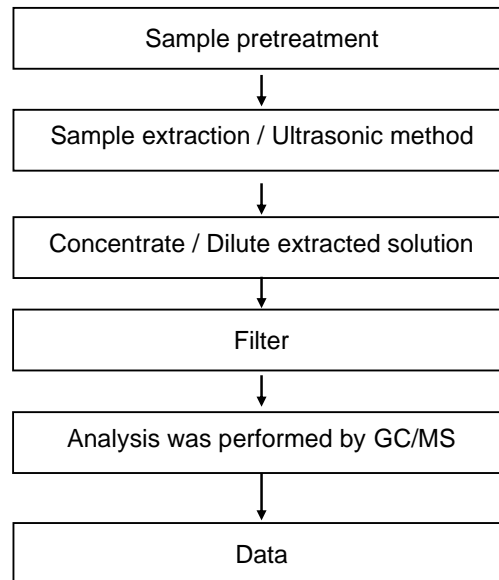 Sample pretreatment
Sample extraction / Ultrasonic method
Concentrate / Dilute extracted solution
Filter
Analysis was performed by GC/MS
Data